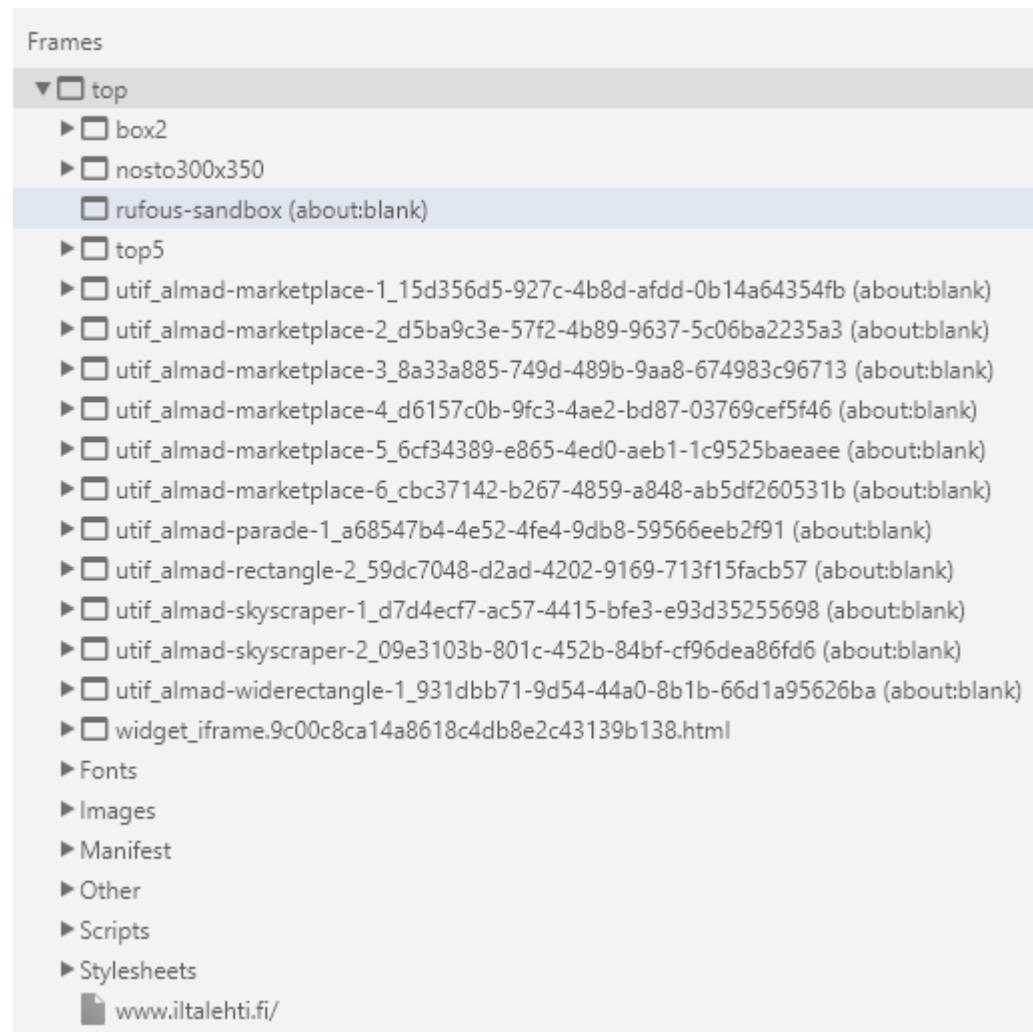 Frames
top
box2
nosto300x350
rufous-sandbox (about:blank)
top5
utif_almad-marketplace-1_15d356d5-927c-4b8d-afdd-0b14a64354fb (about:blank)
utif_almad-marketplace-2_d5ba9c3e-57f2-4b89-9637-5c06ba2235a3 (about:blank)
utif_almad-marketplace-3_8a33a885-749d-489b-9aa8-674983c96713 (about:blank)
utif_almad-marketplace-4_d6157c0b-9fc3-4ae2-bd87-03769cef5f46 (about:blank)
utif_almad-marketplace-5_6cf34389-e865-4ed0-aeb1-1c9525baeaee (about:blank)
utif_almad-marketplace-6_cbc37142-b267-4859-a848-ab5df260531b (about:blank)
utif_almad-parade-1_a68547b4-4e52-4fe4-9db8-59566eeb2f91 (about:blank)
utif_almad-rectangle-2_59dc7048-d2ad-4202-9169-713f15facb57 (about:blank)
utif_almad-skyscraper-1_d7d4ecf7-ac57-4415-bfe3-e93d35255698 (about:blank)
utif_almad-skyscraper-2_09e3103b-801c-452b-84bf-cf96dea86fd6 (about:blank)
utif_almad-widerectangle-1_931dbb71-9d54-44a0-8b1b-66d1a95626ba (about:blank)
widget_iframe.9c00c8ca14a8618c4db8e2c43139b138.html
Fonts
Images
Manifest
Other
Scripts
Stylesheets
www.iltalehti.fi/